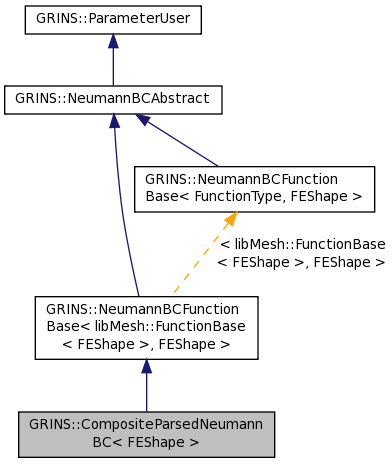 GRINS::ParameterUser
GRINS::NeumannBCAbstract
GRINS::NeumannBCFunction
Base< FunctionType, FEShape >
< libMesh::FunctionBase
< FEShape >, FEShape >
GRINS::NeumannBCFunction
Base< libMesh::FunctionBase
< FEShape >, FEShape >
GRINS::CompositeParsedNeumann
BC< FEShape >